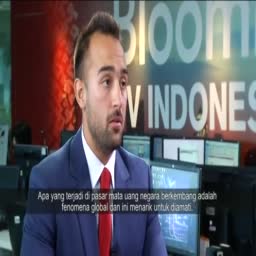 Bloom
TV INDONES
Apa yang terjadi di pasar mata uang negara berkembang adalah
fenomena global dan ini menarik untuk diamati.